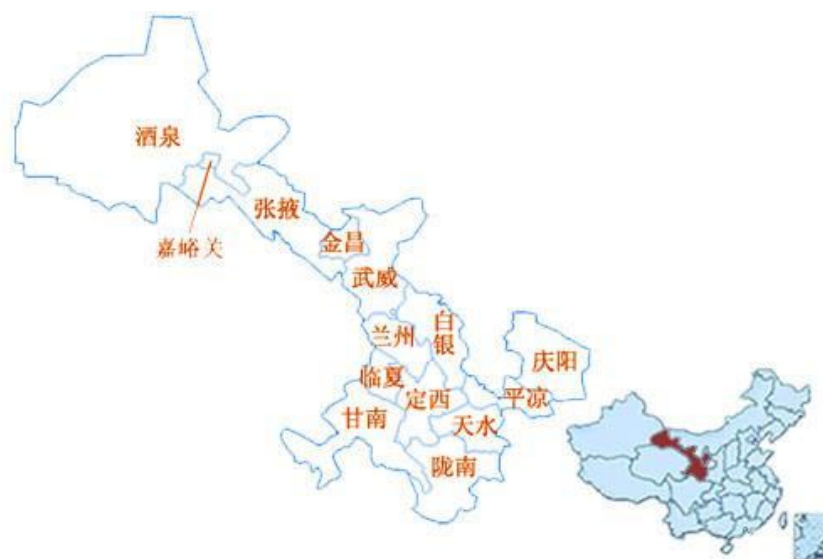 酒泉
张掖
嘉峪关
金昌
武威
白银
兰州
庆阳
临夏
定西
平凉
甘南
天水
陇南